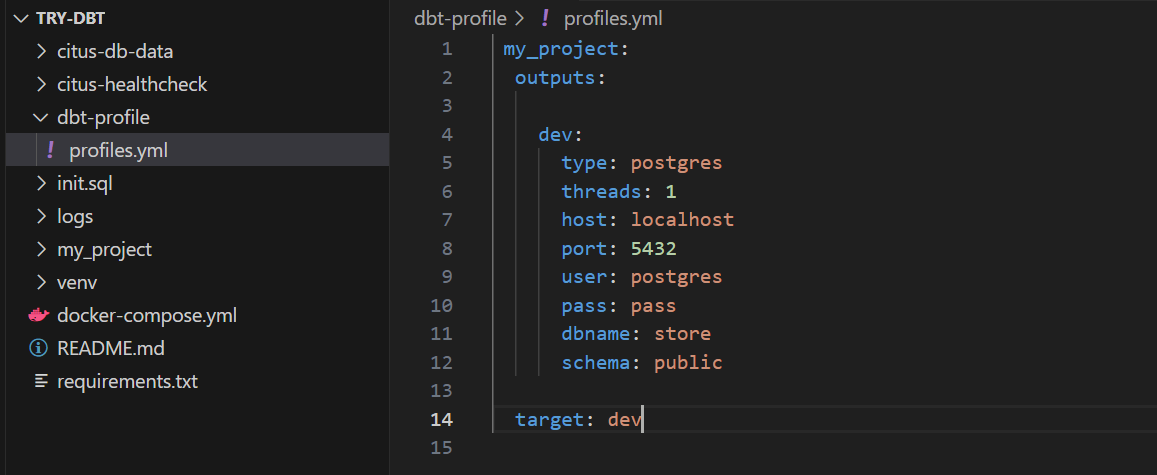 TRY-DBT
citus-db-data
citus-healthcheck
dbt-profile
profiles.yml
init.sql
logs
my_project
venv
docker-compose.yml
README.md
requirements.txt
dbt-profile > ! profiles.yml
1 my_project:
2 outputs:
3
4 dev:
5 type: postgres
6 threads: 1
7 host: localhost
8 port: 5432
9 user: postgres
10 pass: pass
11 dbname: store
12 schema: public
13
14 target: dev
15